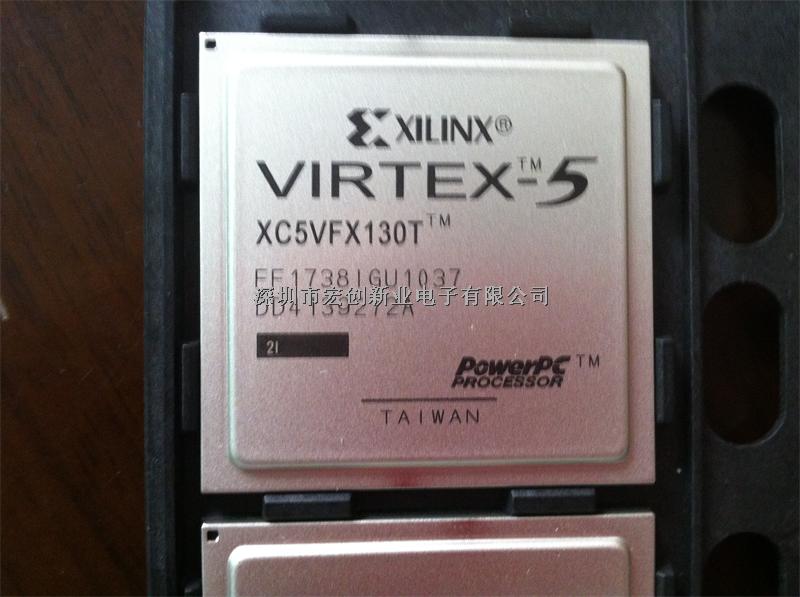 XILINX®
VIRTEX™-5
XC5VFX130T™
FF1738IGU1037
深圳市宏创新业电子有限公司
DD4139272A
2I
PowerPC™
PROCESSOR
TAIWAN